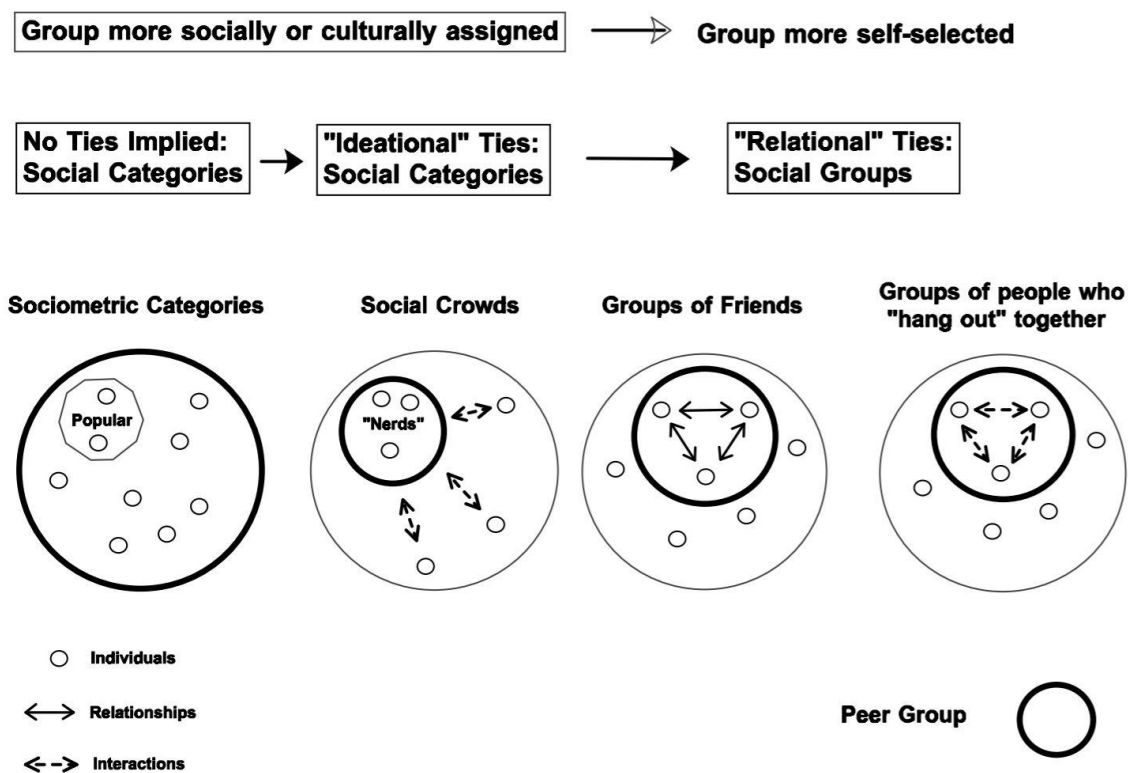 Group more socially or culturally assigned
Group more self-selected
No Ties Implied:
Social Categories
"Ideational" Ties:
Social Categories
"Relational" Ties:
Social Groups
Sociometric Categories
Social Crowds
Groups of Friends
Groups of people who
"hang out" together
Popular
"Nerds"
Individuals
Relationships
Interactions
Peer Group